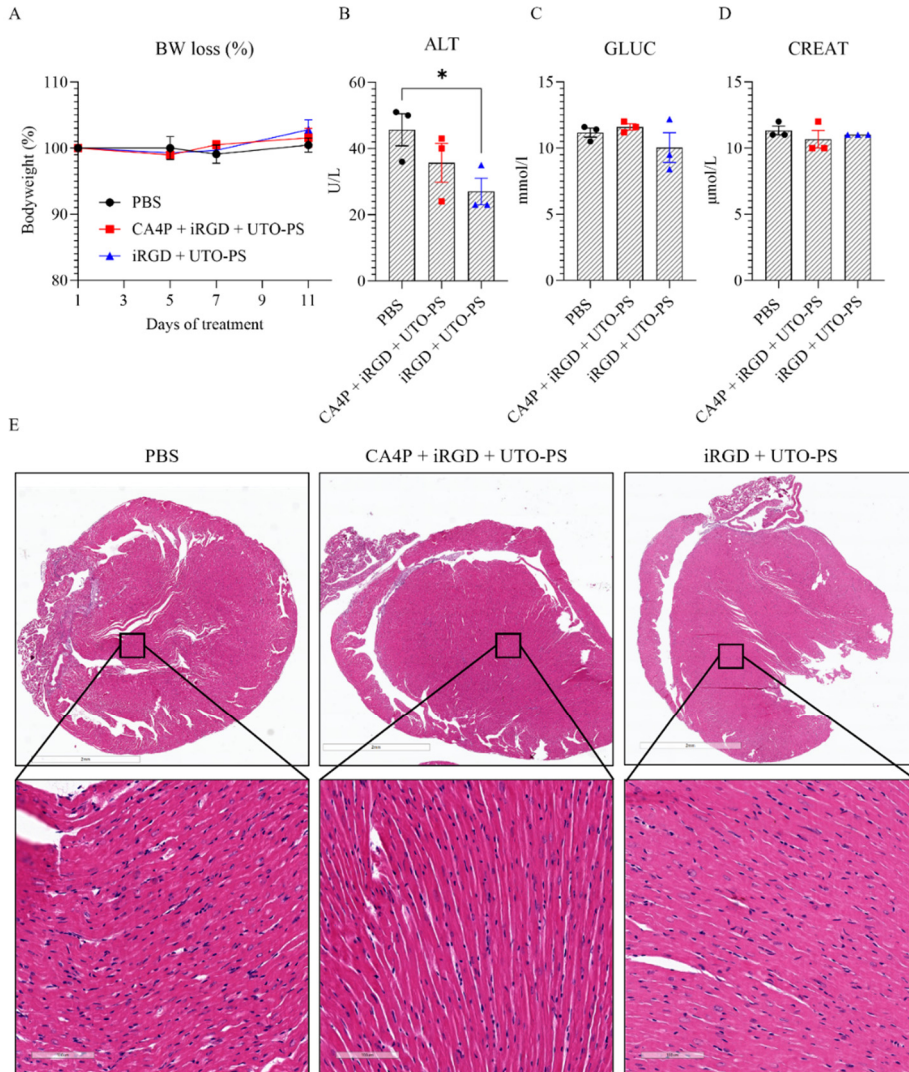 A
BW loss (%)
Bodyweight (%)
110
100
90
80
PBS
CA4P + iRGD + UTO-PS
iRGD + UTO-PS
1
3
5
7
9
11
Days of treatment
B
ALT
*
U/L
60
40
20
0
PBS
CA4P + iRGD + UTO-PS
iRGD + UTO-PS
C
GLUC
mmol/l
15
10
5
0
PBS
CA4P + iRGD + UTO-PS
iRGD + UTO-PS
D
CREAT
µmol/L
15
10
5
0
PBS
CA4P + iRGD + UTO-PS
iRGD + UTO-PS
E
PBS
CA4P + iRGD + UTO-PS
iRGD + UTO-PS